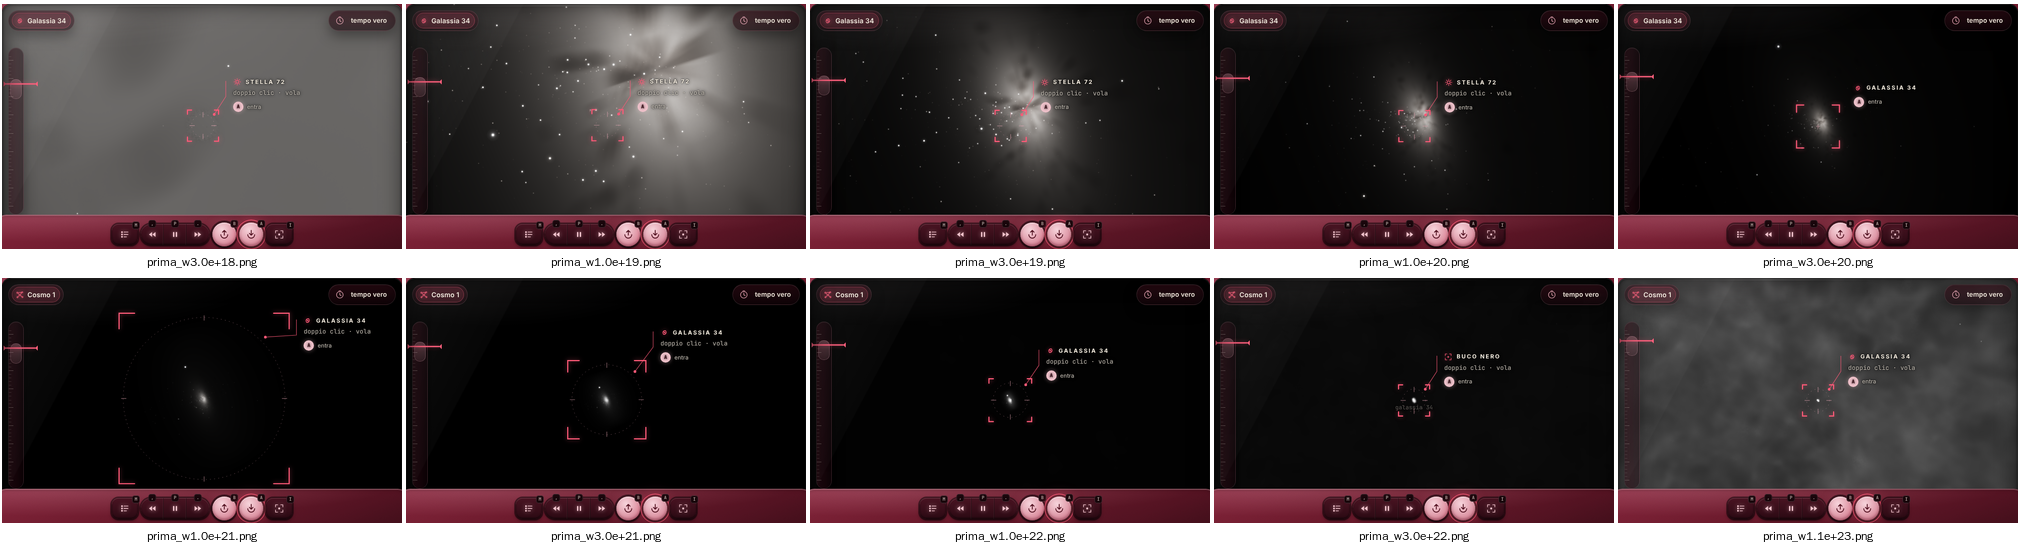 Galassia 34
tempo vero
STELLA 72
doppio clic - vola
entra
prima_w3.0e+18.png
Galassia 34
tempo vero
STELLA 72
doppio clic - vola
entra
prima_w1.0e+19.png
Galassia 34
tempo vero
STELLA 72
doppio clic - vola
entra
prima_w3.0e+19.png
Galassia 34
tempo vero
STELLA 72
doppio clic - vola
entra
prima_w1.0e+20.png
Galassia 34
tempo vero
GALASSIA 34
entra
prima_w3.0e+20.png
Cosmo 1
tempo vero
GALASSIA 34
doppio clic - vola
entra
prima_w1.0e+21.png
Cosmo 1
tempo vero
GALASSIA 34
doppio clic - vola
entra
prima_w3.0e+21.png
Cosmo 1
tempo vero
GALASSIA 34
doppio clic - vola
entra
prima_w1.0e+22.png
Cosmo 1
tempo vero
BUCO NERO
doppio clic - vola
entra
galassia 34
prima_w3.0e+22.png
Cosmo 1
tempo vero
GALASSIA 34
doppio clic - vola
entra
prima_w1.1e+23.png